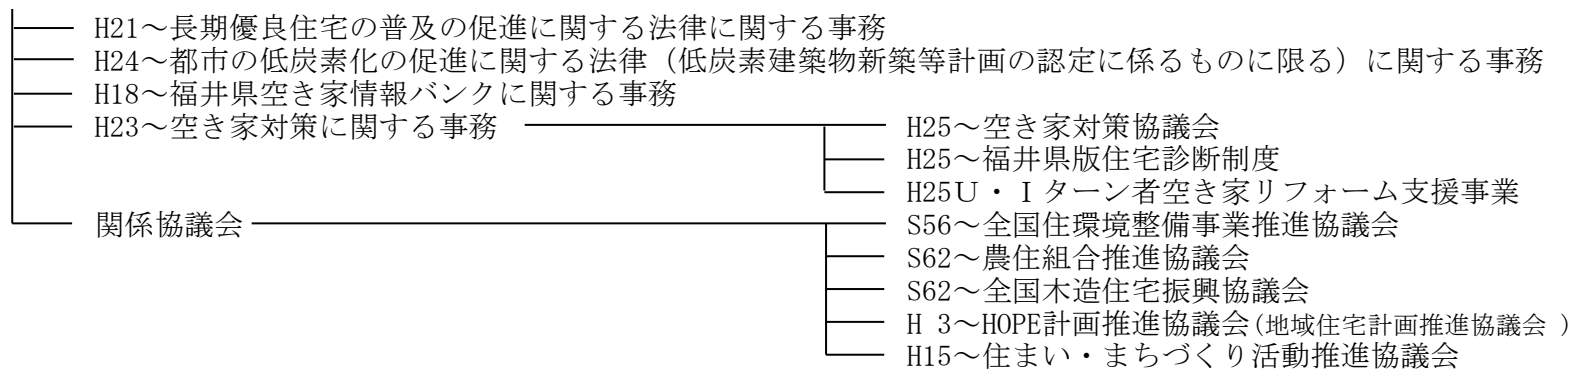 H21～長期優良住宅の普及の促進に関する法律に関する事務
H24～都市の低炭素化の促進に関する法律（低炭素建築物新築等計画の認定に係るものに限る）に関する事務
H18～福井県空き家情報バンクに関する事務
H23～空き家対策に関する事務 H25～空き家対策協議会
H25～福井県版住宅診断制度
H25Ｕ・Ｉターン者空き家リフォーム支援事業
関係協議会 S56～全国住環境整備事業推進協議会
S62～農住組合推進協議会
S62～全国木造住宅振興協議会
H 3～HOPE計画推進協議会(地域住宅計画推進協議会 )
H15～住まい・まちづくり活動推進協議会